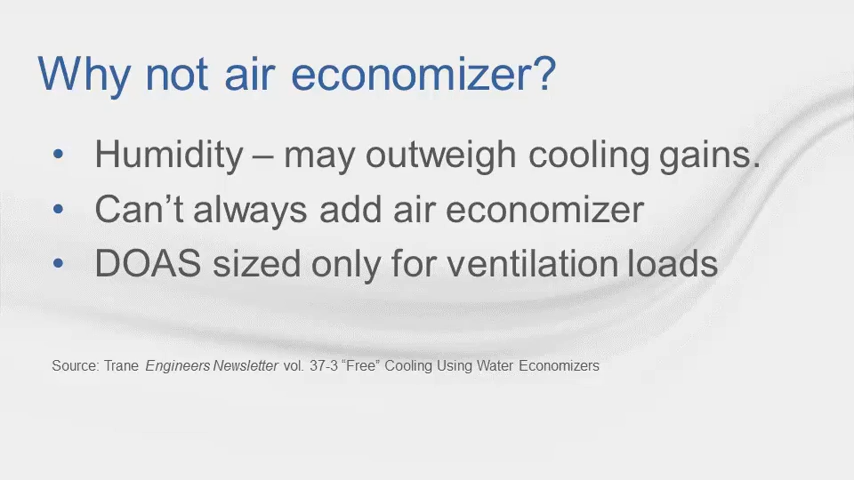 Why not air economizer?
• Humidity – may outweigh cooling gains.
• Can’t always add air economizer
• DOAS sized only for ventilation loads
Source: Trane Engineers Newsletter vol. 37-3 “Free” Cooling Using Water Economizers